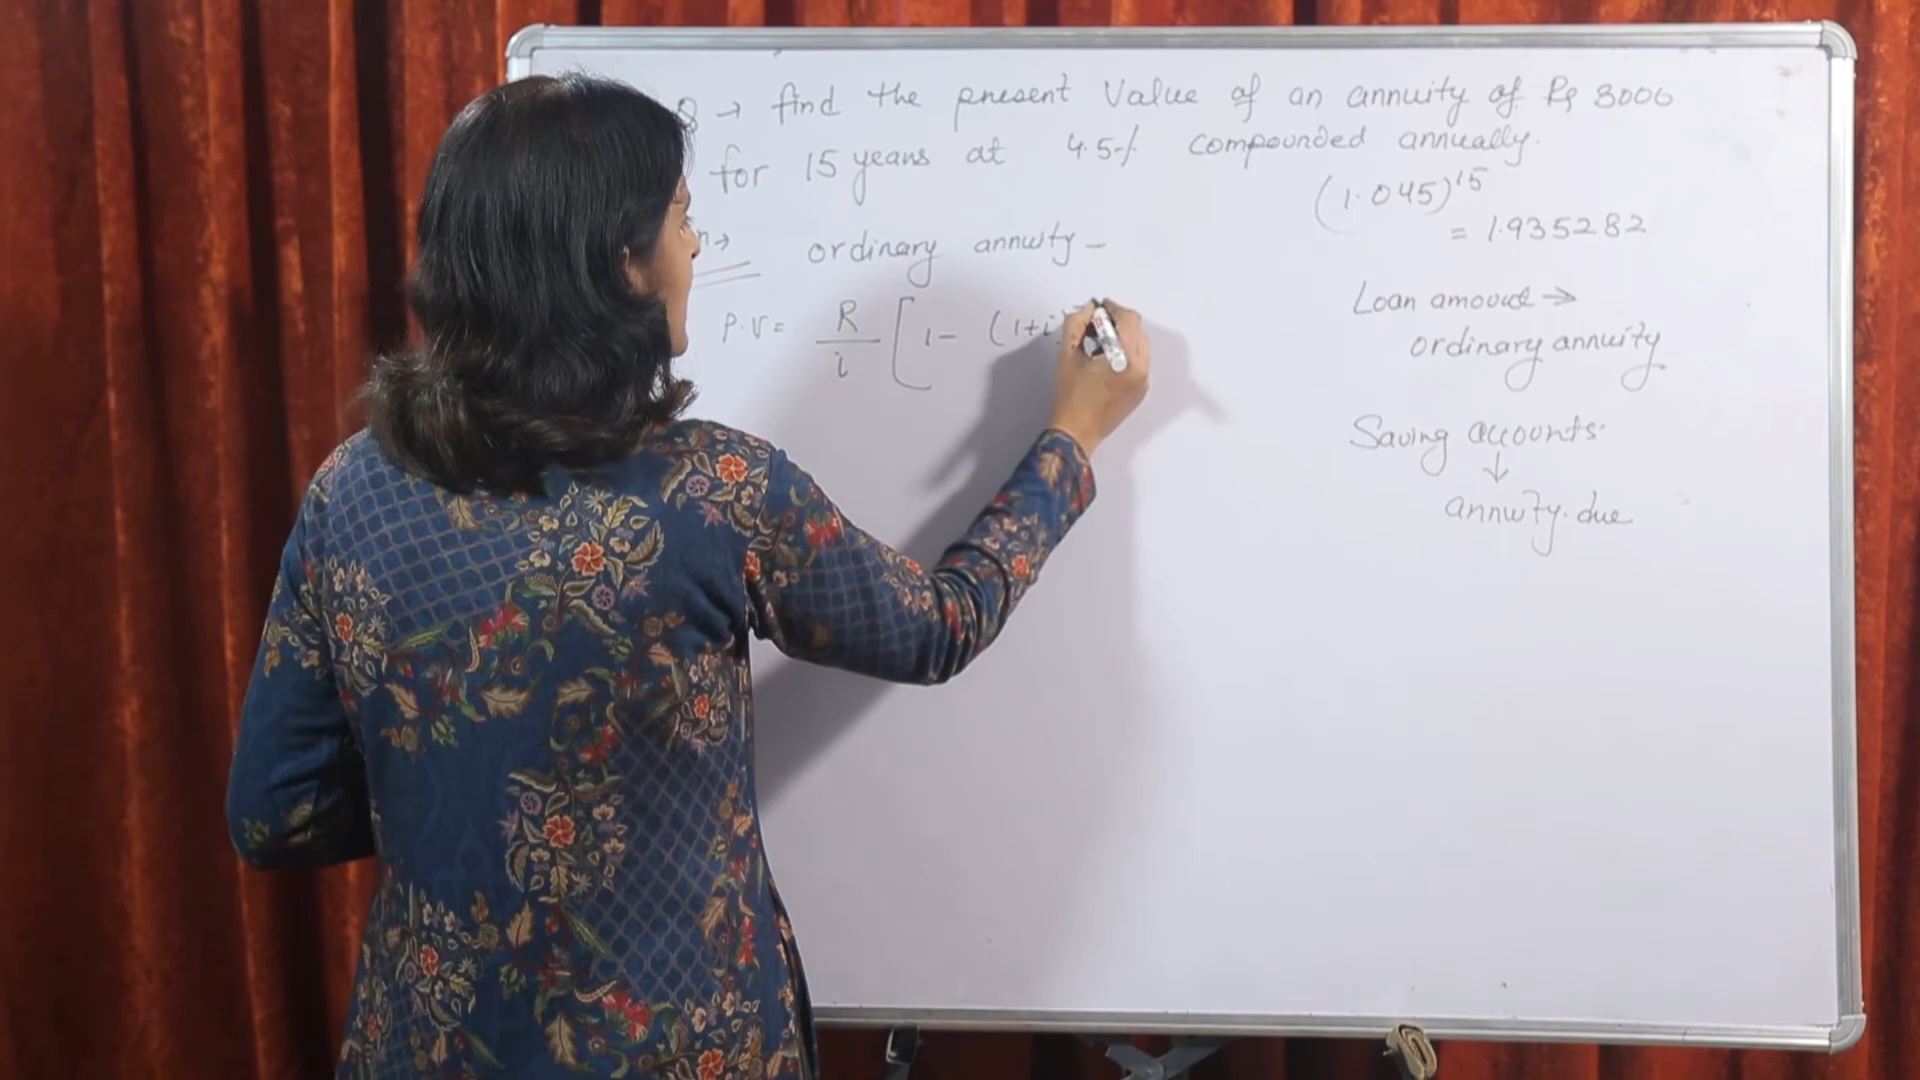 Q → find the present Value of an annuity of Rs 3000
for 15 years at 4.5% compounded annually.
(1.045)^15
= 1.935282
n→ ordinary annuity -
P.V = R/i [1 - (1+i)
Loan amount →
ordinary annuity
Saving accounts.
↓
annuity due